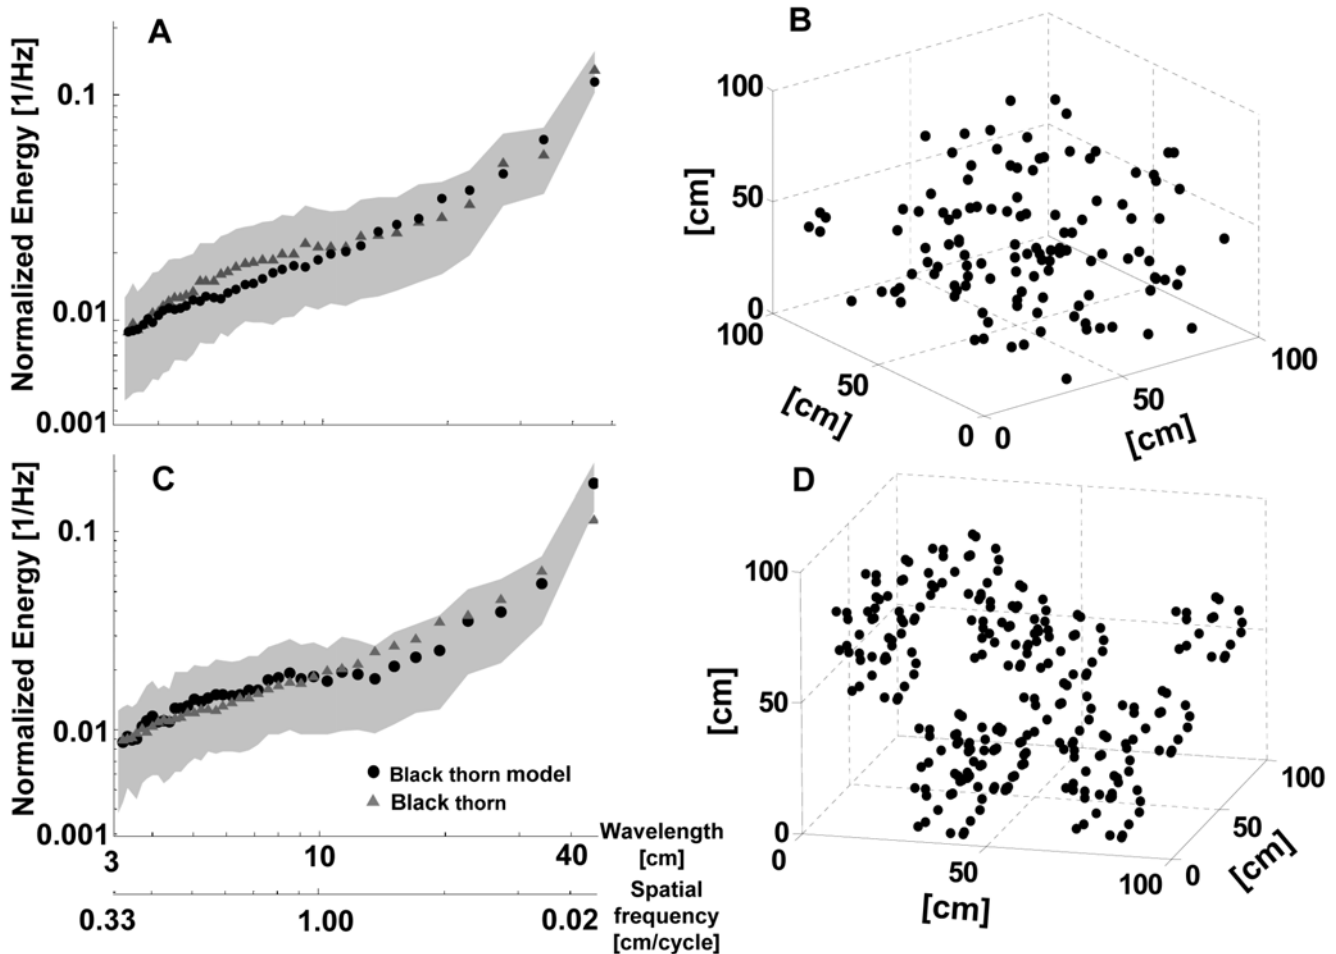 A
Normalized Energy [1/Hz]
0.1
0.01
0.001
B
100
50
0
[cm]
100
50
0
[cm]
0
50
100
[cm]
C
Normalized Energy [1/Hz]
0.1
0.01
0.001
Black thorn model
Black thorn
3
10
40
Wavelength
[cm]
0.33
1.00
0.02
Spatial
frequency
[cm/cycle]
D
100
50
0
[cm]
0
50
100
[cm]
0
50
100
[cm]